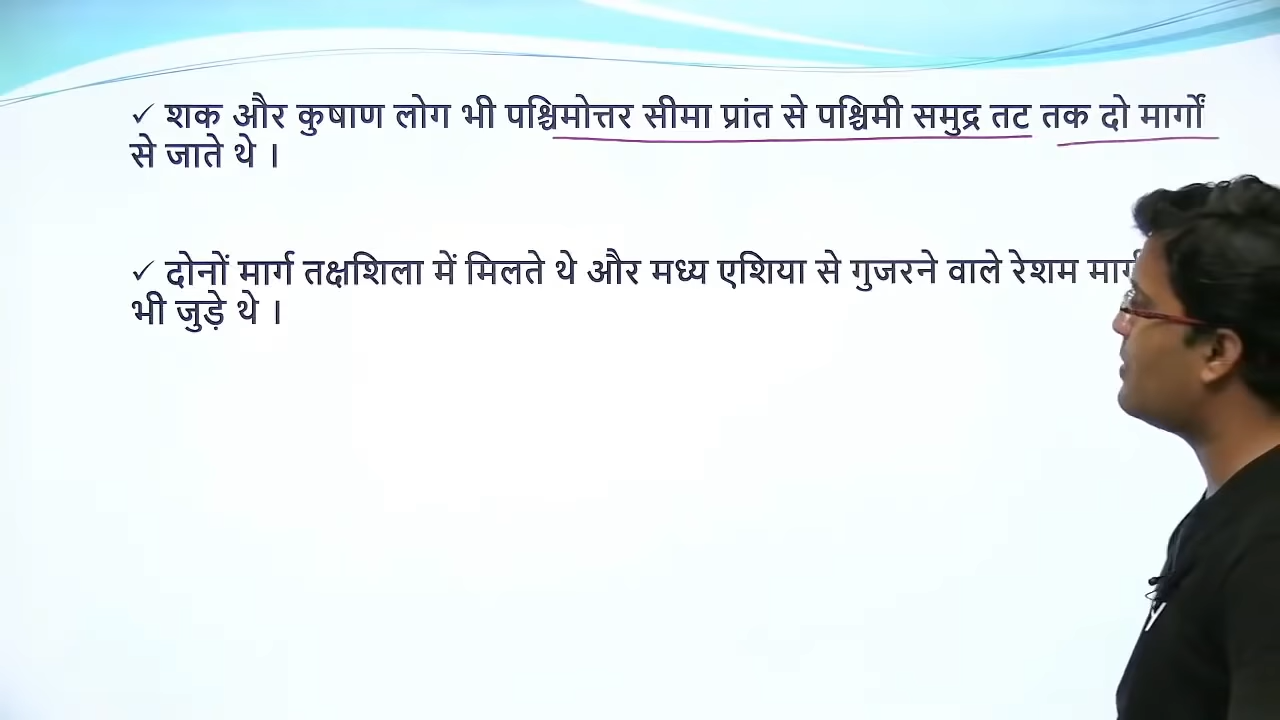 ✓ शक और कुषाण लोग भी पश्चिमोत्तर सीमा प्रांत से पश्चिमी समुद्र तट तक दो मार्गों
से जाते थे ।
✓ दोनों मार्ग तक्षशिला में मिलते थे और मध्य एशिया से गुजरने वाले रेशम मार्ग
भी जुड़े थे ।